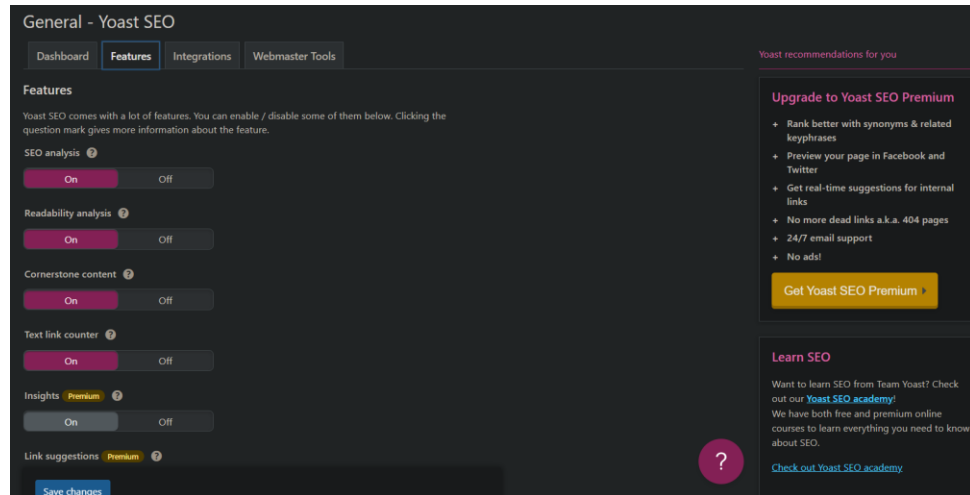 General - Yoast SEO
Dashboard
Features
Integrations
Webmaster Tools
Features
Yoast SEO comes with a lot of features. You can enable / disable some of them below. Clicking the
question mark gives more information about the feature.
SEO analysis ?
On Off
Readability analysis ?
On Off
Cornerstone content ?
On Off
Text link counter ?
On Off
Insights Premium ?
On Off
Link suggestions Premium ?
Save changes
Yoast recommendations for you
Upgrade to Yoast SEO Premium
+ Rank better with synonyms & related
keyphrases
+ Preview your page in Facebook and
Twitter
+ Get real-time suggestions for internal
links
+ No more dead links a.k.a. 404 pages
+ 24/7 email support
+ No ads!
Get Yoast SEO Premium
Learn SEO
Want to learn SEO from Team Yoast? Check
out our Yoast SEO academy!
We have both free and premium online
courses to learn everything you need to know
about SEO.
Check out Yoast SEO academy
?